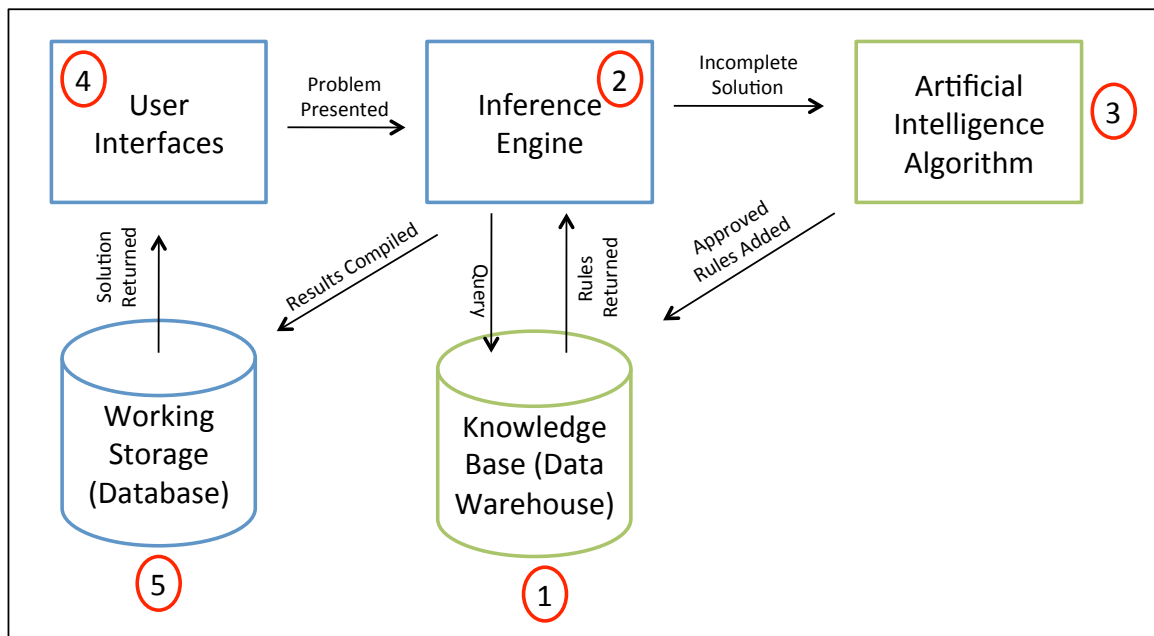 4
User
Interfaces
Problem
Presented
2
Inference
Engine
Incomplete
Solution
Artificial
Intelligence
Algorithm
3
Solution
Returned
Results Compiled
Query
Rules
Returned
Approved
Rules Added
Working
Storage
(Database)
5
Knowledge
Base (Data
Warehouse)
1